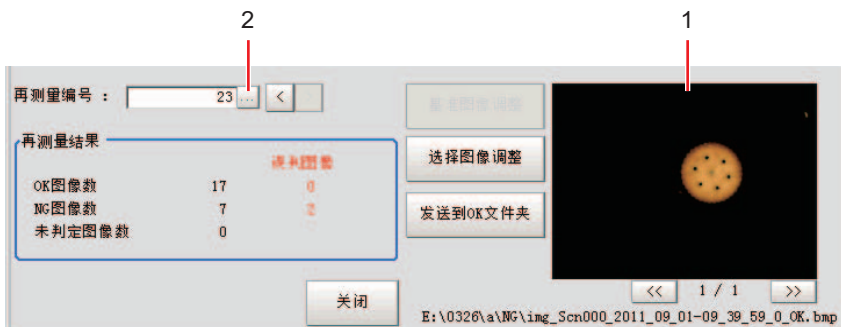 2
1
再测量编号 :
23
...
<
再测量结果
误判图像
OK图像数
17
0
NG图像数
7
2
未判定图像数
0
选择图像调整
发送到OK文件夹
关闭
<<
1 / 1
>>
E:\0326\a\NG\img_Scn000_2011_09_01-09_39_59_0_OK.bmp